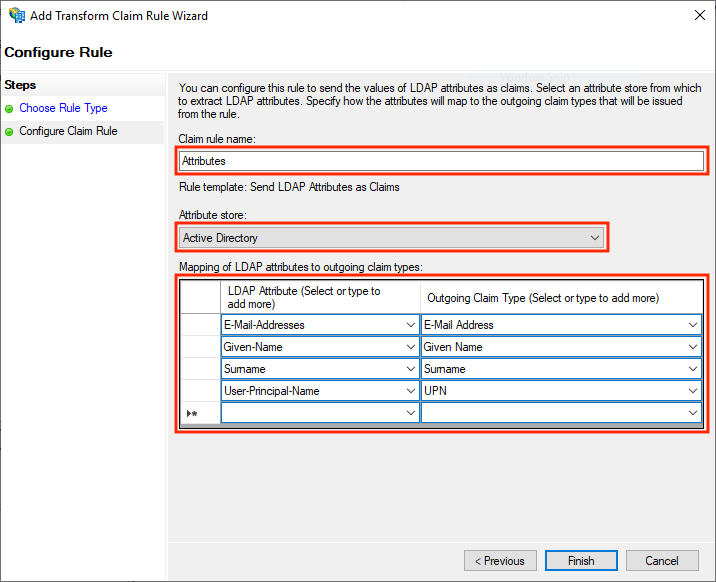 Add Transform Claim Rule Wizard
Configure Rule
Steps
Choose Rule Type
Configure Claim Rule
You can configure this rule to send the values of LDAP attributes as claims. Select an attribute store from which
to extract LDAP attributes. Specify how the attributes will map to the outgoing claim types that will be issued
from the rule.
Claim rule name:
Attributes
Rule template: Send LDAP Attributes as Claims
Attribute store:
Active Directory
Mapping of LDAP attributes to outgoing claim types:
LDAP Attribute (Select or type to
add more)
Outgoing Claim Type (Select or type to add more)
E-Mail-Addresses
E-Mail Address
Given-Name
Given Name
Surname
Surname
User-Principal-Name
UPN
< Previous
Finish
Cancel